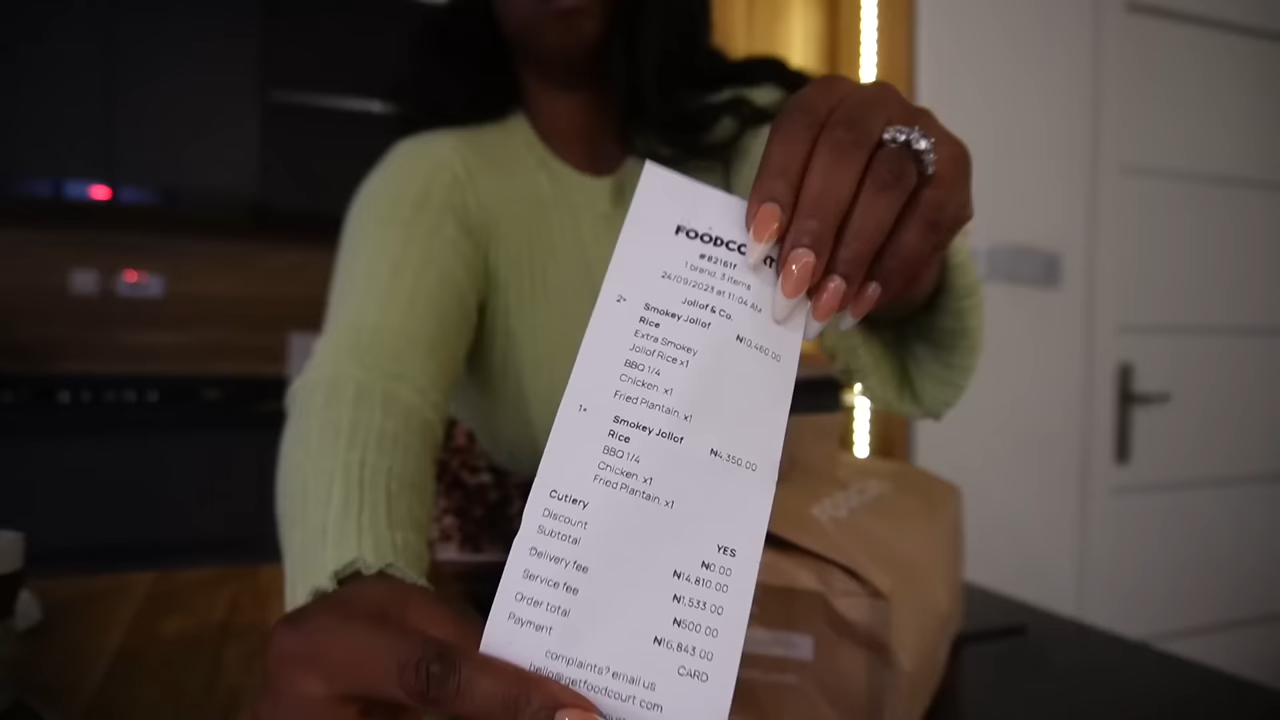 FOODCO
#82161f
1 brand, 3 items
24/09/2023 at 11:04 AM
Jollof & Co.
2* Smokey Jollof Rice ₦10,460.00
Extra Smokey
Jollof Rice x1
BBQ 1/4
Chicken. x1
Fried Plantain. x1
1* Smokey Jollof Rice ₦4,350.00
BBQ 1/4
Chicken. x1
Fried Plantain. x1
Cutlery YES
Discount ₦0.00
Subtotal ₦14,810.00
Delivery fee ₦1,533.00
Service fee ₦500.00
Order total ₦16,843.00
Payment CARD
complaints? email us
hello@getfoodcourt.com